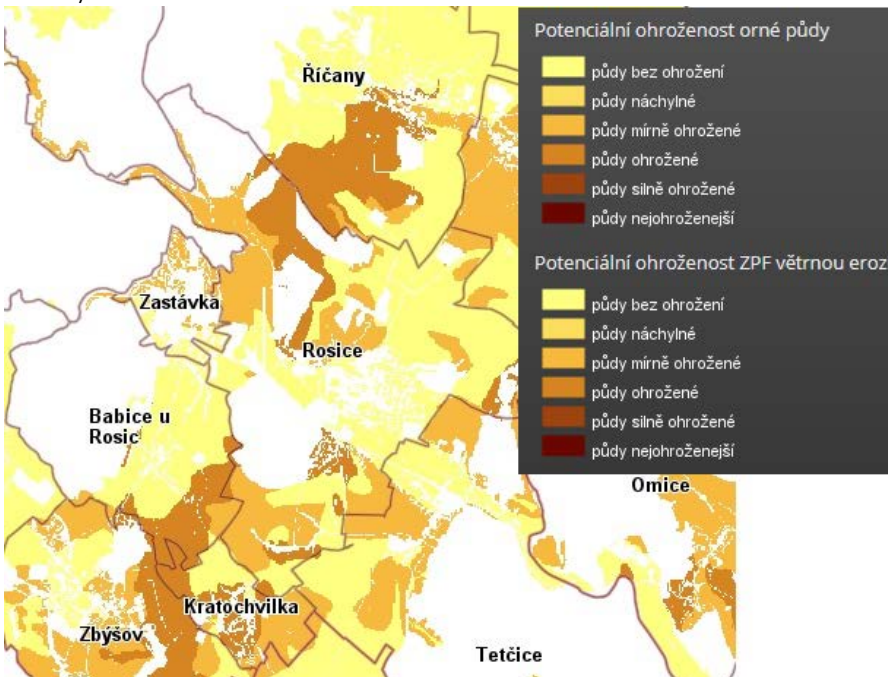 Potenciální ohroženost orné půdy
půdy bez ohrožení
půdy náchylné
půdy mírně ohrožené
půdy ohrožené
půdy silně ohrožené
půdy nejohroženejší
Potenciální ohroženost ZPF větrnou eroz
půdy bez ohrožení
půdy náchylné
půdy mírně ohrožené
půdy ohrožené
půdy silně ohrožené
půdy nejohroženejší
Říčany
Zastávka
Rosice
Babice u
Rosic
Omice
Kratochvilka
Zbýšov
Tetčice